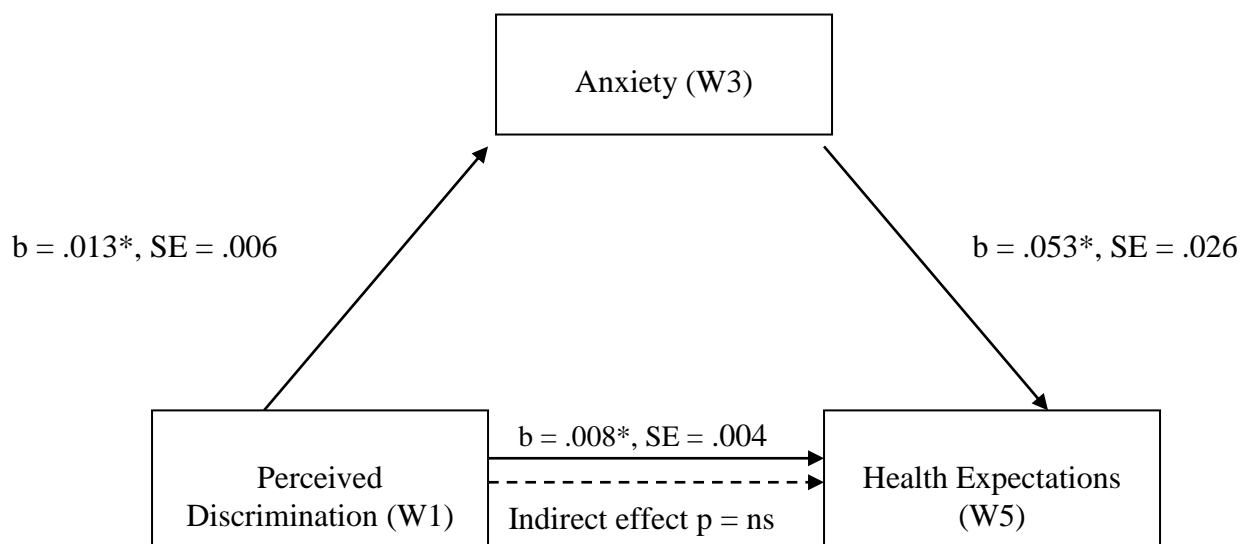 Anxiety (W3)
b = .013*, SE = .006
b = .053*, SE = .026
b = .008*, SE = .004
Perceived
Discrimination (W1)
Indirect effect p = ns
Health Expectations
(W5)